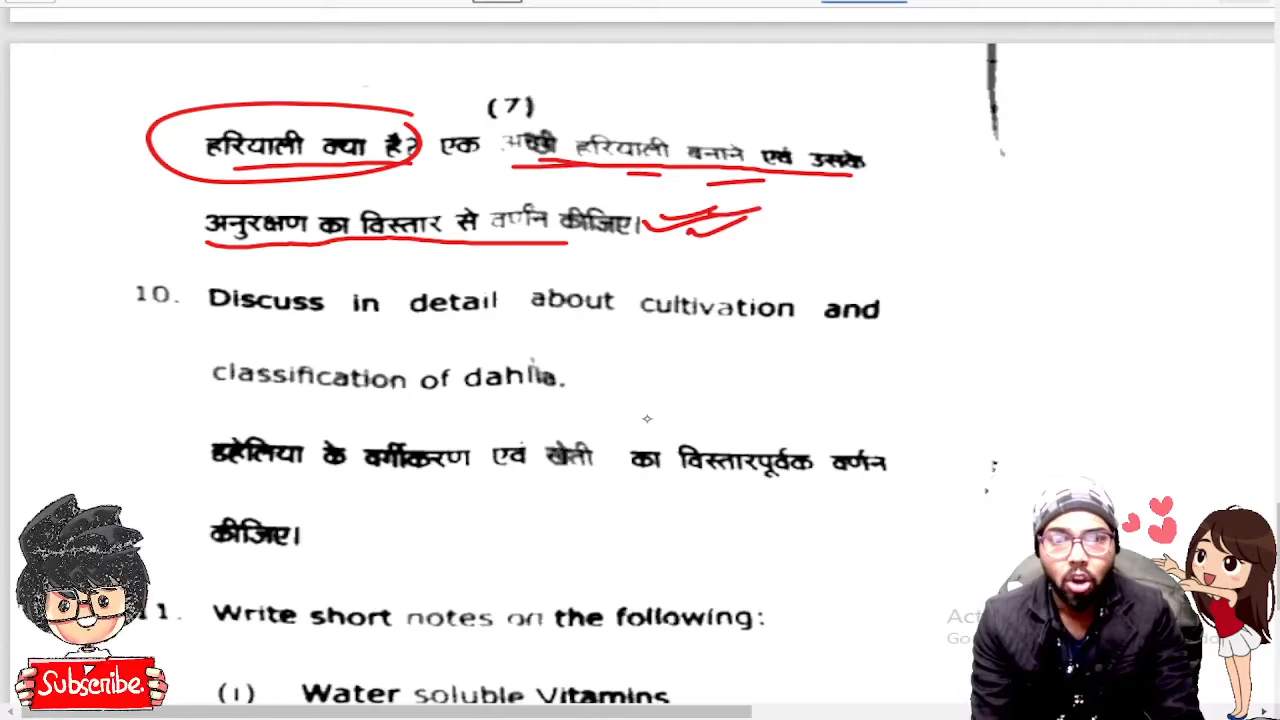 (7)
हरियाली क्या है? एक अच्छी हरियाली बनाने एवं उसके
अनुरक्षण का विस्तार से वर्णन कीजिए।
10. Discuss in detail about cultivation and
classification of dahlia.
डहेलिया के वर्गीकरण एवं खेती का विस्तारपूर्वक वर्णन
कीजिए।
11. Write short notes on the following:
(i) Water soluble Vitamins
Subscribe